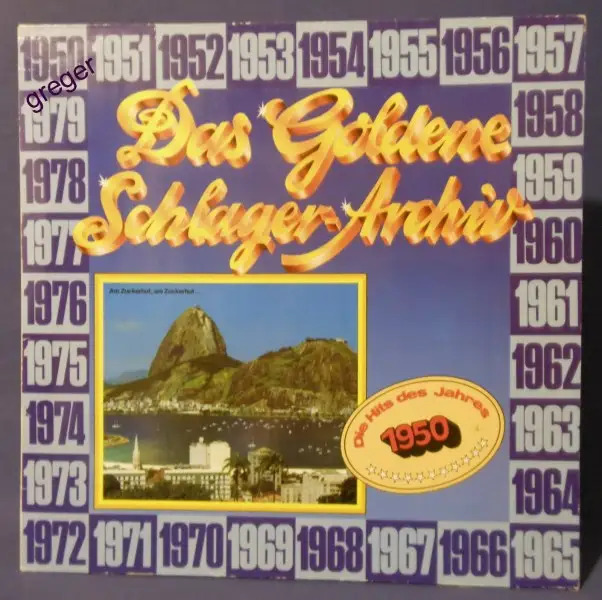 1950 1951 1952 1953 1954 1955 1956 1957
greger
1979 1958
1978 1959
1977 1960
1976 1961
1975 1962
1974 1963
1973 1964
1972 1971 1970 1969 1968 1967 1966 1965
Das Goldene
Schlager-Archiv
Am Zuckerhut, am Zuckerhut...
Die Hits des Jahres
1950